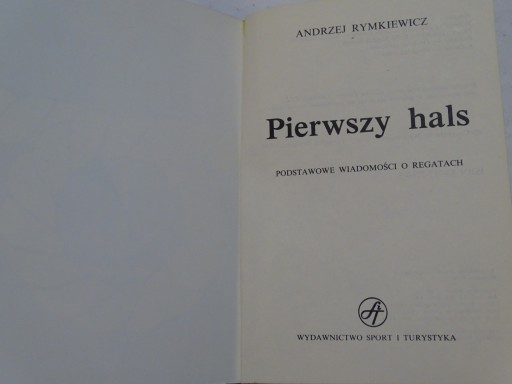 ANDRZEJ RYMKIEWICZ
Pierwszy hals
PODSTAWOWE WIADOMOŚCI O REGATACH
WYDAWNICTWO SPORT I TURYSTYKA